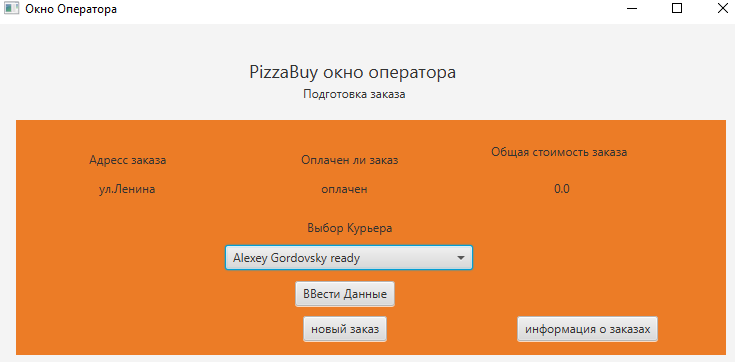 Окно Оператора
PizzaBuy окно оператора
Подготовка заказа
Адресс заказа
Оплачен ли заказ
Общая стоимость заказа
ул.Ленина
оплачен
0.0
Выбор Курьера
Alexey Gordovsky ready
ВВести Данные
новый заказ
информация о заказах